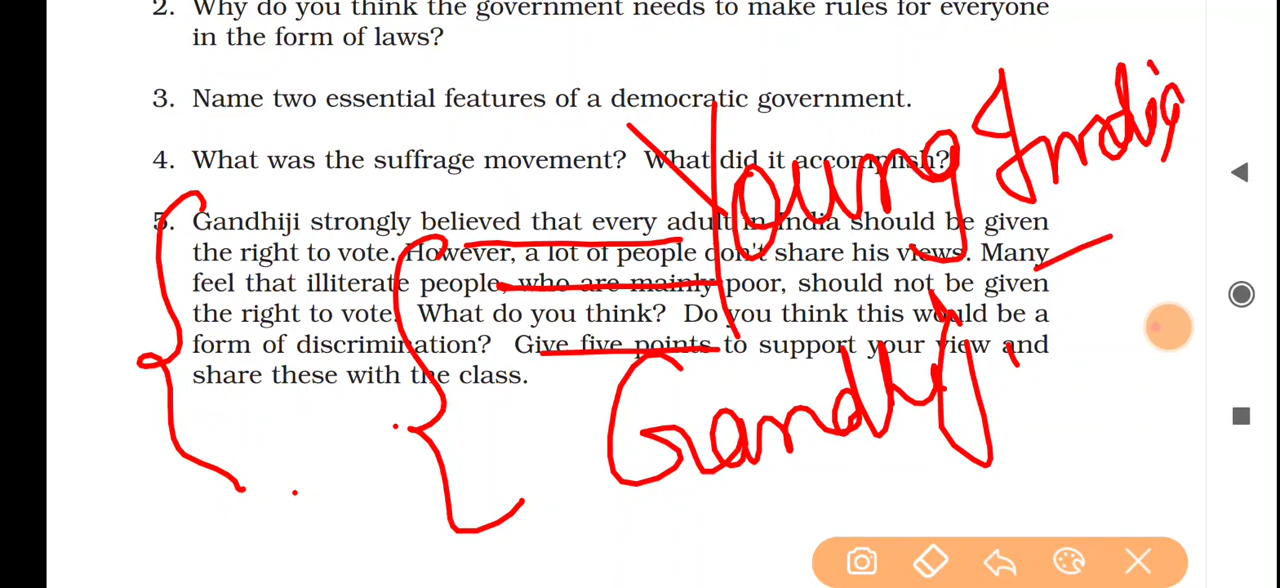 2. Why do you think the government needs to make rules for everyone
in the form of laws?
3. Name two essential features of a democratic government.
4. What was the suffrage movement? What did it accomplish?
Young India
5. Gandhiji strongly believed that every adult in India should be given
the right to vote. However, a lot of people don't share his views. Many
feel that illiterate people, who are mainly poor, should not be given
the right to vote. What do you think? Do you think this would be a
form of discrimination? Give five points to support your view and
share these with the class.